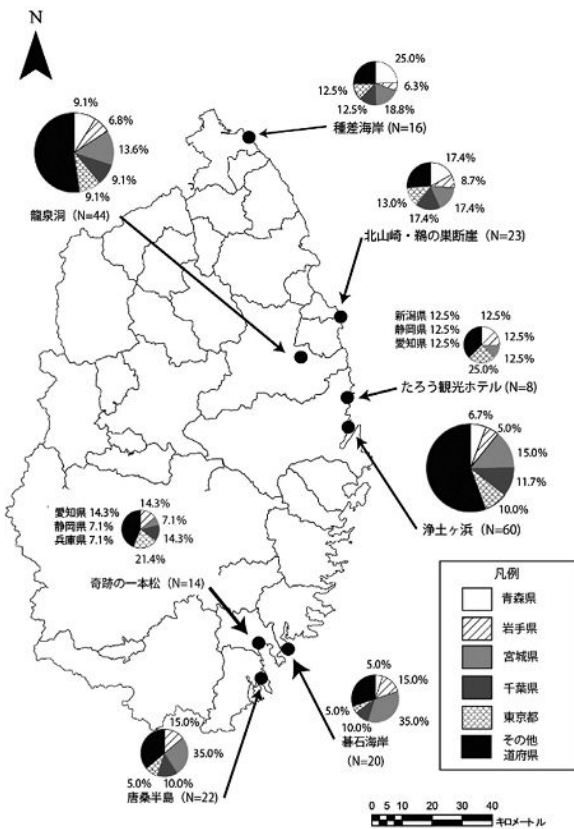 N
25.0%
6.3%
18.8%
12.5%
12.5%
種差海岸 (N=16)
9.1%
6.8%
13.6%
9.1%
9.1%
龍泉洞 (N=44)
17.4%
8.7%
17.4%
17.4%
13.0%
北山崎・鵜の巣断崖 (N=23)
新潟県 12.5%
静岡県 12.5%
愛知県 12.5%
12.5%
12.5%
12.5%
25.0%
たろう観光ホテル (N=8)
6.7%
5.0%
15.0%
11.7%
10.0%
浄土ヶ浜 (N=60)
愛知県 14.3%
静岡県 7.1%
兵庫県 7.1%
14.3%
7.1%
14.3%
21.4%
奇跡の一本松 (N=14)
5.0%
15.0%
35.0%
10.0%
5.0%
碁石海岸
(N=20)
15.0%
35.0%
10.0%
5.0%
唐桑半島 (N=22)
凡例
青森県
岩手県
宮城県
千葉県
東京都
その他
道府県
0 5 10 20 30 40
キロメートル